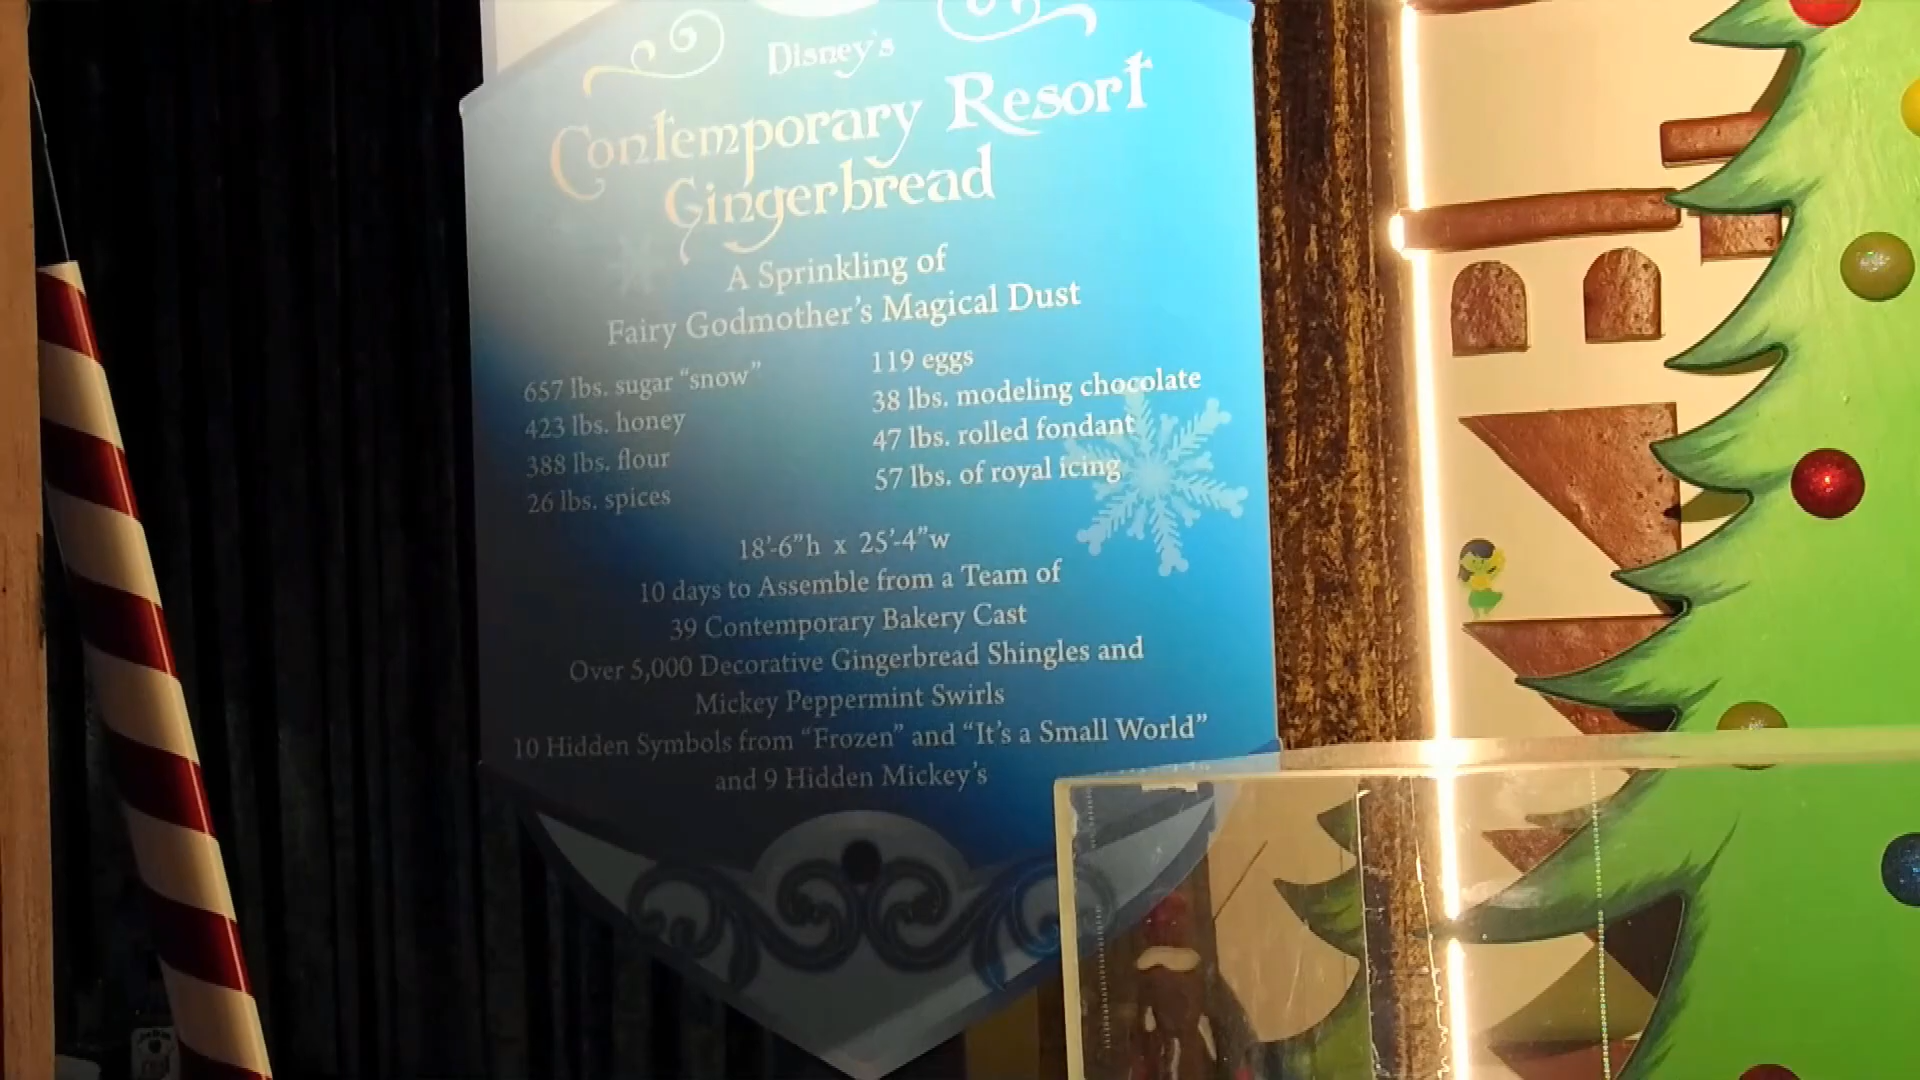 Disney's
Contemporary Resort
Gingerbread
A Sprinkling of
Fairy Godmother's Magical Dust
657 lbs. sugar “snow”
423 lbs. honey
388 lbs. flour
26 lbs. spices
119 eggs
38 lbs. modeling chocolate
47 lbs. rolled fondant
57 lbs. of royal icing
18'-6”h x 25'-4”w
10 days to Assemble from a Team of
39 Contemporary Bakery Cast
Over 5,000 Decorative Gingerbread Shingles and
Mickey Peppermint Swirls
10 Hidden Symbols from “Frozen” and “It's a Small World”
and 9 Hidden Mickey's